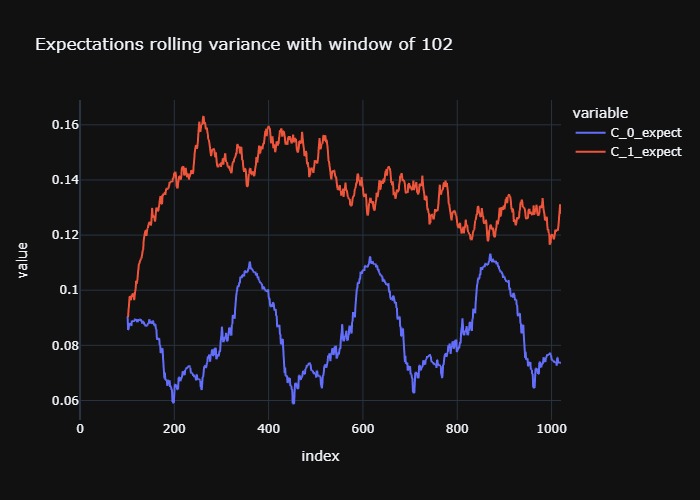 Expectations rolling variance with window of 102
variable
C_0_expect
C_1_expect
0.16
0.14
0.12
0.1
0.08
0.06
value
0 200 400 600 800 1000
index